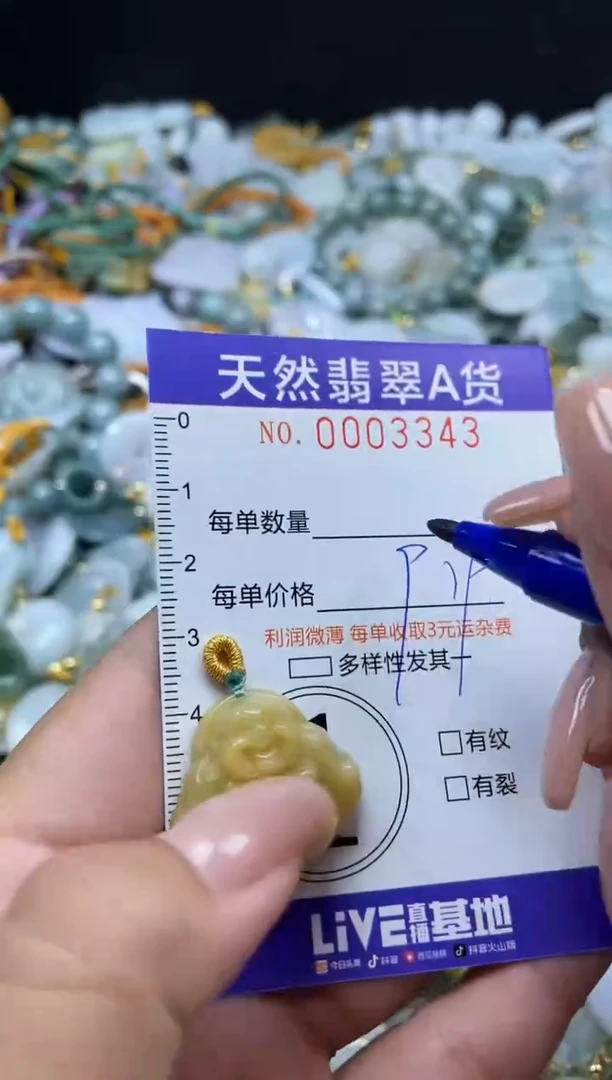 天然翡翠A货
0
NO. 0003343
1
每单数量
2
每单价格
3
利润微薄 每单收取3元运杂费
多样性发其一
4
有纹
有裂
LiVE直播基地
今日头条 抖音 西瓜视频 抖音火山版